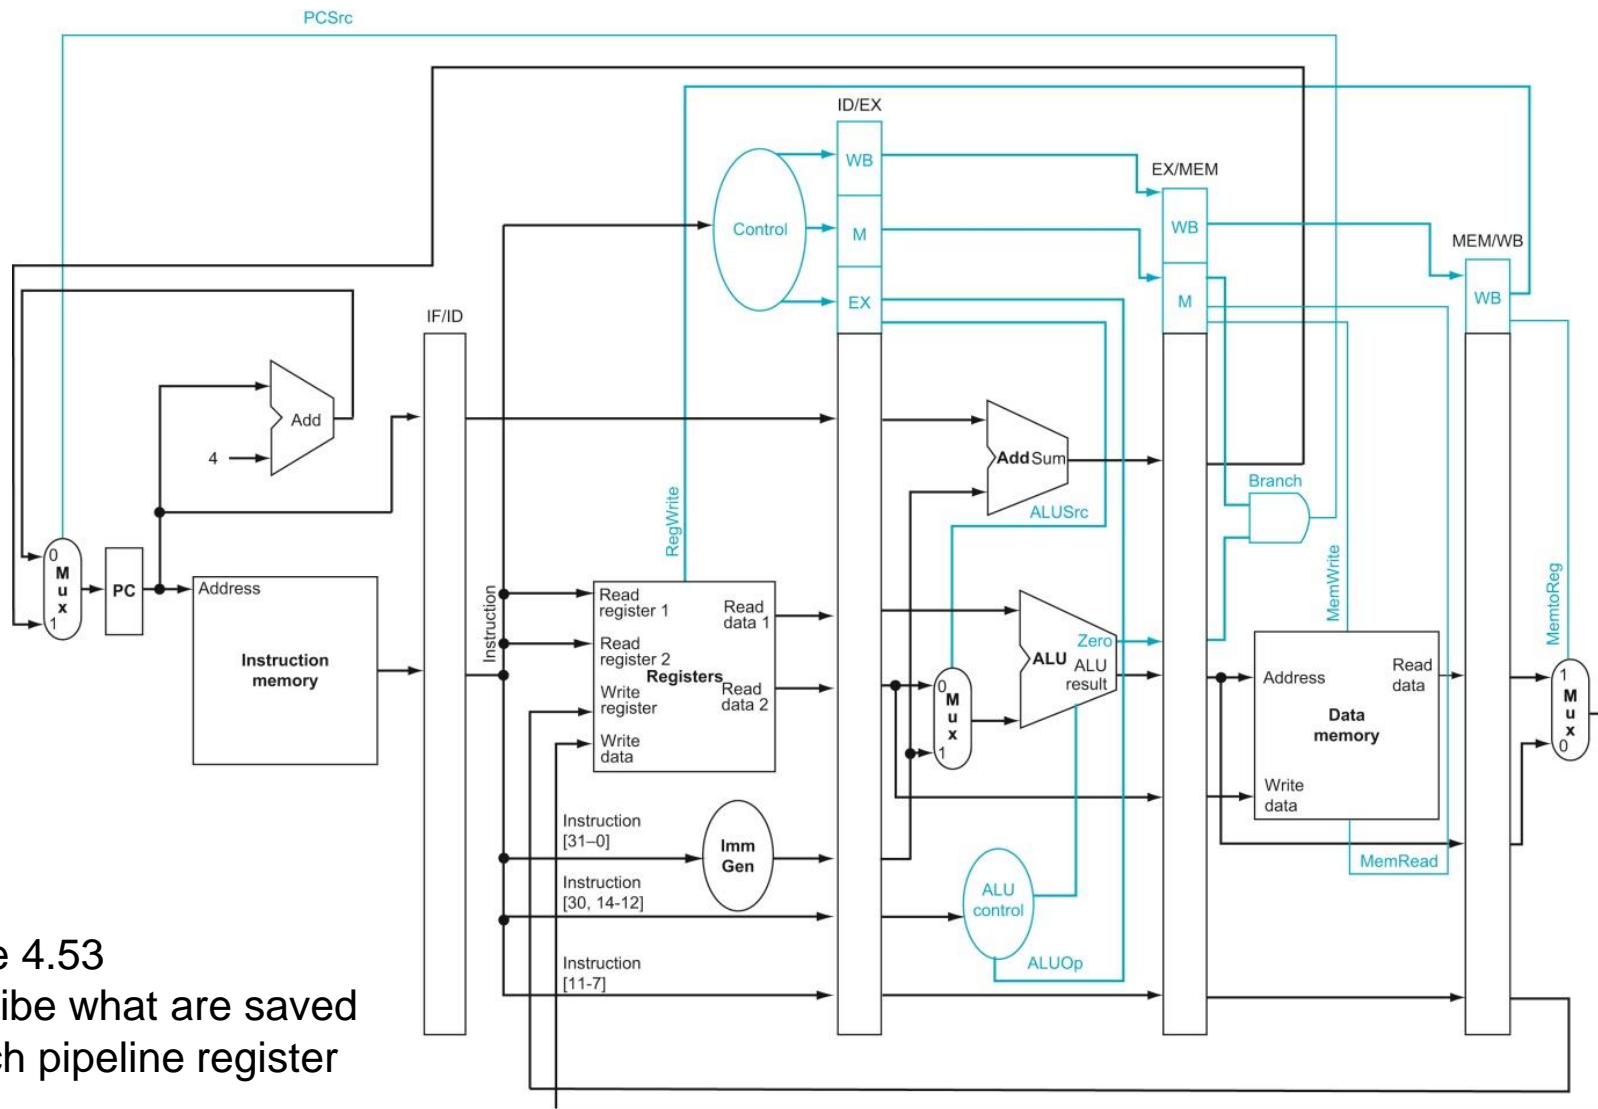 PCSrc
ID/EX
WB
EX/MEM
Control
M
WB
MEM/WB
EX
M
WB
IF/ID
Add
4
Add Sum
Branch
RegWrite
ALUSrc
MemWrite
MemtoReg
0
M
u
x
1
PC
Address
Instruction
memory
Instruction
Read
register 1
Read
data 1
Read
register 2
Registers
Write
register
Read
data 2
Write
data
0
M
u
x
1
Zero
ALU
ALU
result
Address
Read
data
Data
memory
Write
data
MemRead
1
M
u
x
0
Instruction
[31–0]
Imm
Gen
Instruction
[30, 14-12]
ALU
control
ALUOp
Instruction
[11-7]
e 4.53
ibe what are saved
ch pipeline register